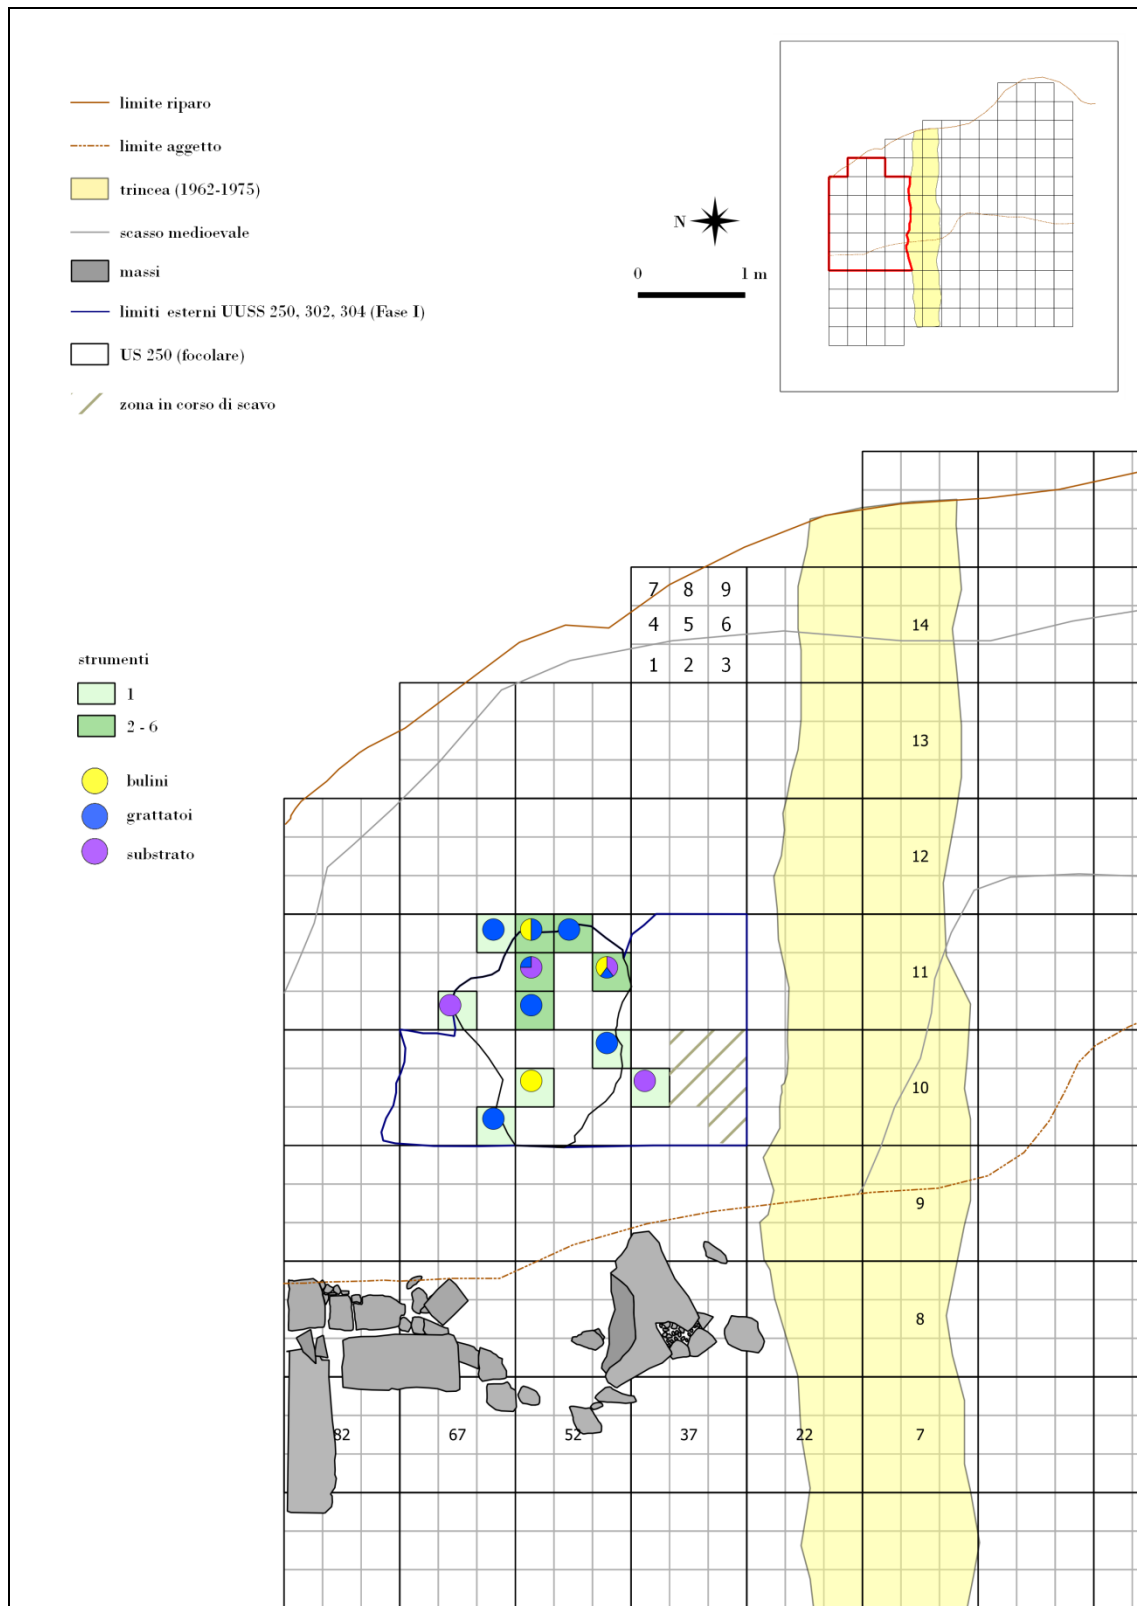 limite riparo
limite aggetto
trincea (1962-1975)
scasso medioevale
massi
limiti esterni UUSS 250, 302, 304 (Fase I)
US 250 (focolare)
zona in corso di scavo
N
0 1 m
strumenti
1
2 - 6
bulini
grattatoi
substrato
7 8 9
4 5 6
1 2 3
14
13
12
11
10
9
8
82 67 52 37 22 7